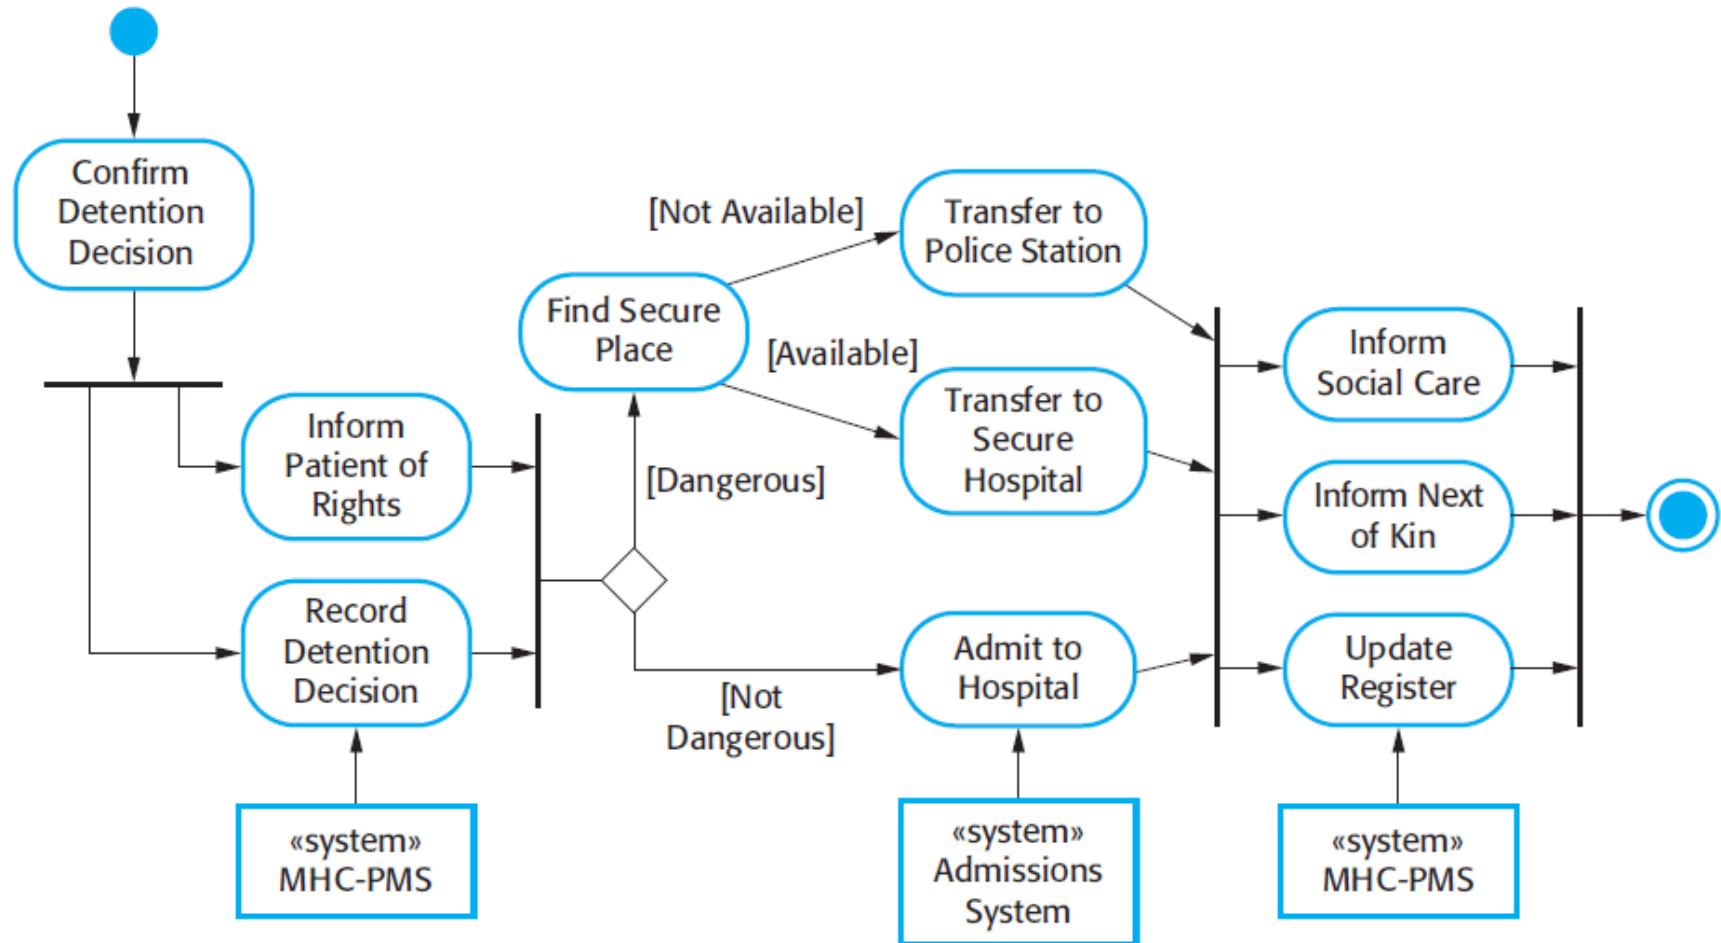 Confirm
Detention
Decision
Inform
Patient of
Rights
Record
Detention
Decision
«system»
MHC-PMS
Find Secure
Place
[Not Available]
[Available]
[Dangerous]
[Not
Dangerous]
Transfer to
Police Station
Transfer to
Secure
Hospital
Admit to
Hospital
«system»
Admissions
System
Inform
Social Care
Inform Next
of Kin
Update
Register
«system»
MHC-PMS